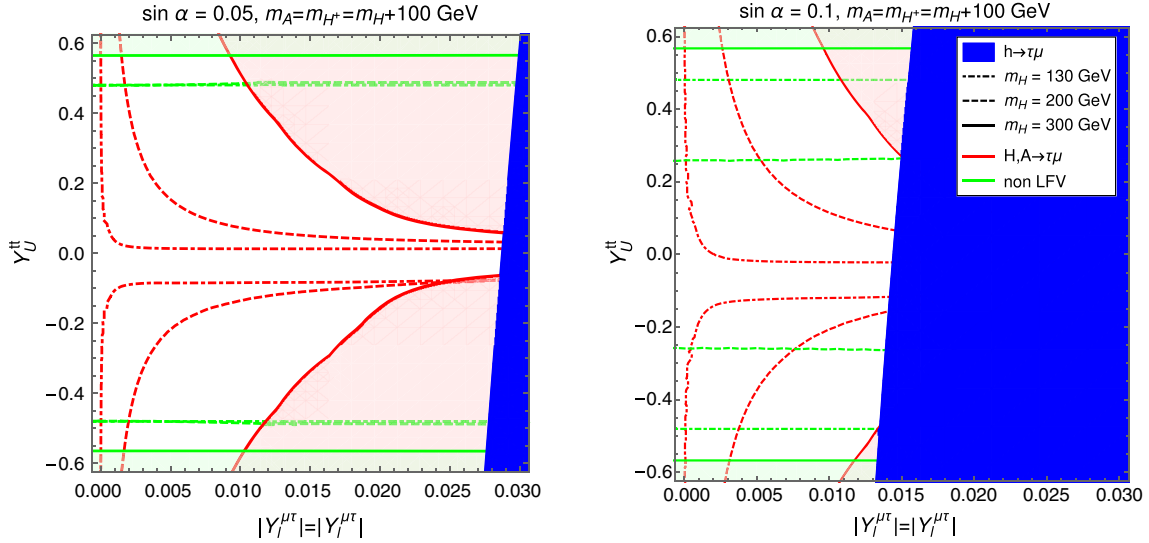 sin α = 0.05, m_A=m_H⁺=m_H+100 GeV
0.6
0.4
0.2
0.0
−0.2
−0.4
−0.6
Y_U^tt
0.000 0.005 0.010 0.015 0.020 0.025 0.030
|Y_l^μτ|=|Y_l^μτ|
sin α = 0.1, m_A=m_H⁺=m_H+100 GeV
h→τμ
m_H = 130 GeV
m_H = 200 GeV
m_H = 300 GeV
H,A→τμ
non LFV
0.6
0.4
0.2
0.0
−0.2
−0.4
−0.6
Y_U^tt
0.000 0.005 0.010 0.015 0.020 0.025 0.030
|Y_l^μτ|=|Y_l^μτ|